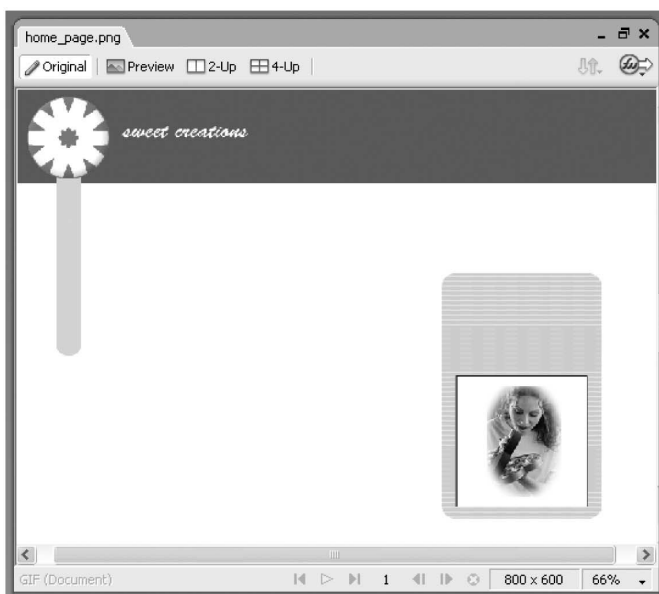 home_page.png
Original Preview 2-Up 4-Up
sweet creations
GIF (Document) 1 800 x 600 66%